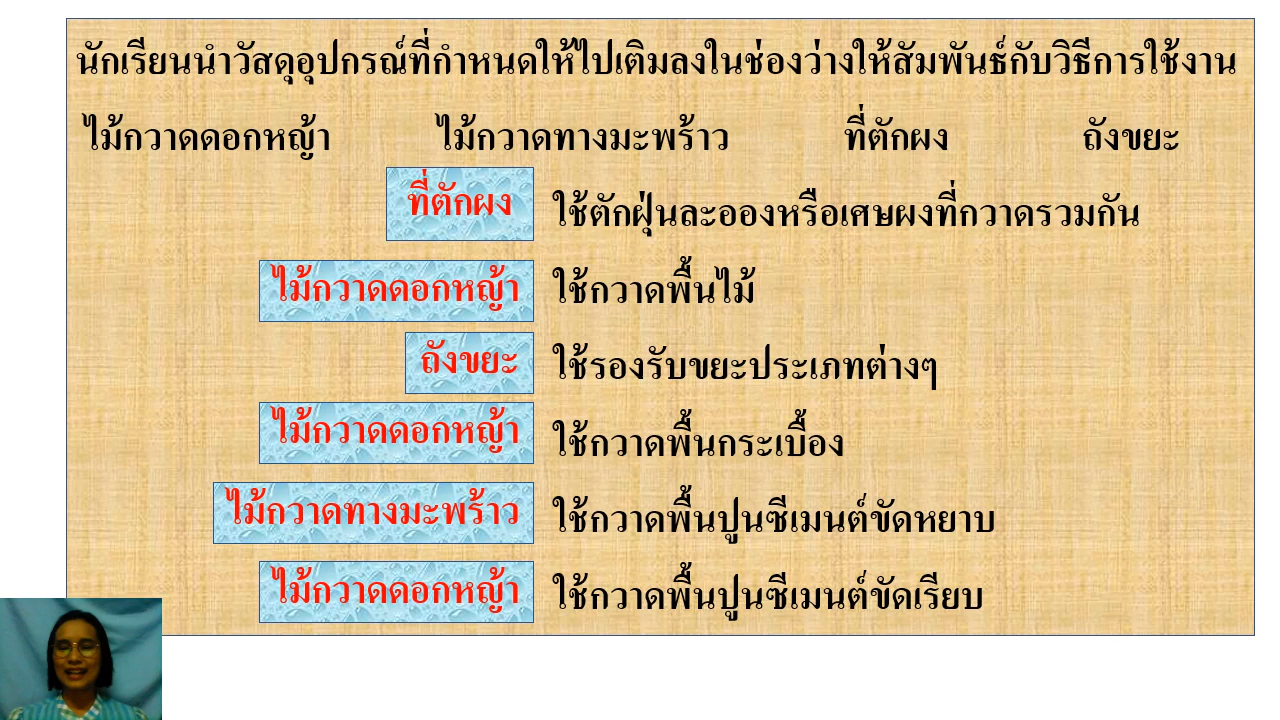 นักเรียนนำวัสดุอุปกรณ์ที่กำหนดให้ไปเติมลงในช่องว่างให้สัมพันธ์กับวิธีการใช้งาน
ไม้กวาดดอกหญ้า ไม้กวาดทางมะพร้าว ที่ตักผง ถังขยะ
ที่ตักผง ใช้ตักฝุ่นละอองหรือเศษผงที่กวาดรวมกัน
ไม้กวาดดอกหญ้า ใช้กวาดพื้นไม้
ถังขยะ ใช้รองรับขยะประเภทต่างๆ
ไม้กวาดดอกหญ้า ใช้กวาดพื้นกระเบื้อง
ไม้กวาดทางมะพร้าว ใช้กวาดพื้นปูนซีเมนต์ขัดหยาบ
ไม้กวาดดอกหญ้า ใช้กวาดพื้นปูนซีเมนต์ขัดเรียบ